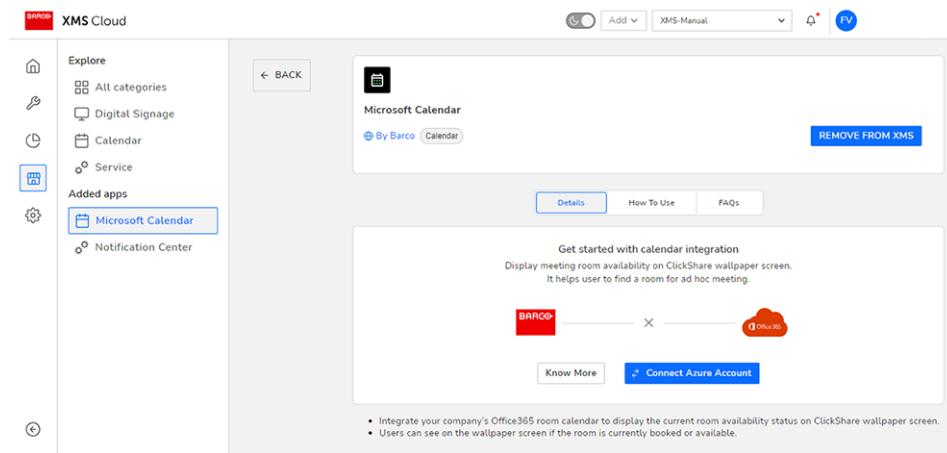 BARCO XMS Cloud
Add
XMS-Manual
FV
Explore
All categories
Digital Signage
Calendar
Service
Added apps
Microsoft Calendar
Notification Center
← BACK
Microsoft Calendar
By Barco Calendar
REMOVE FROM XMS
Details How To Use FAQs
Get started with calendar integration
Display meeting room availability on ClickShare wallpaper screen.
It helps user to find a room for ad hoc meeting.
BARCO
Office 365
Know More
Connect Azure Account
• Integrate your company's Office365 room calendar to display the current room availability status on ClickShare wallpaper screen.
• Users can see on the wallpaper screen if the room is currently booked or available.